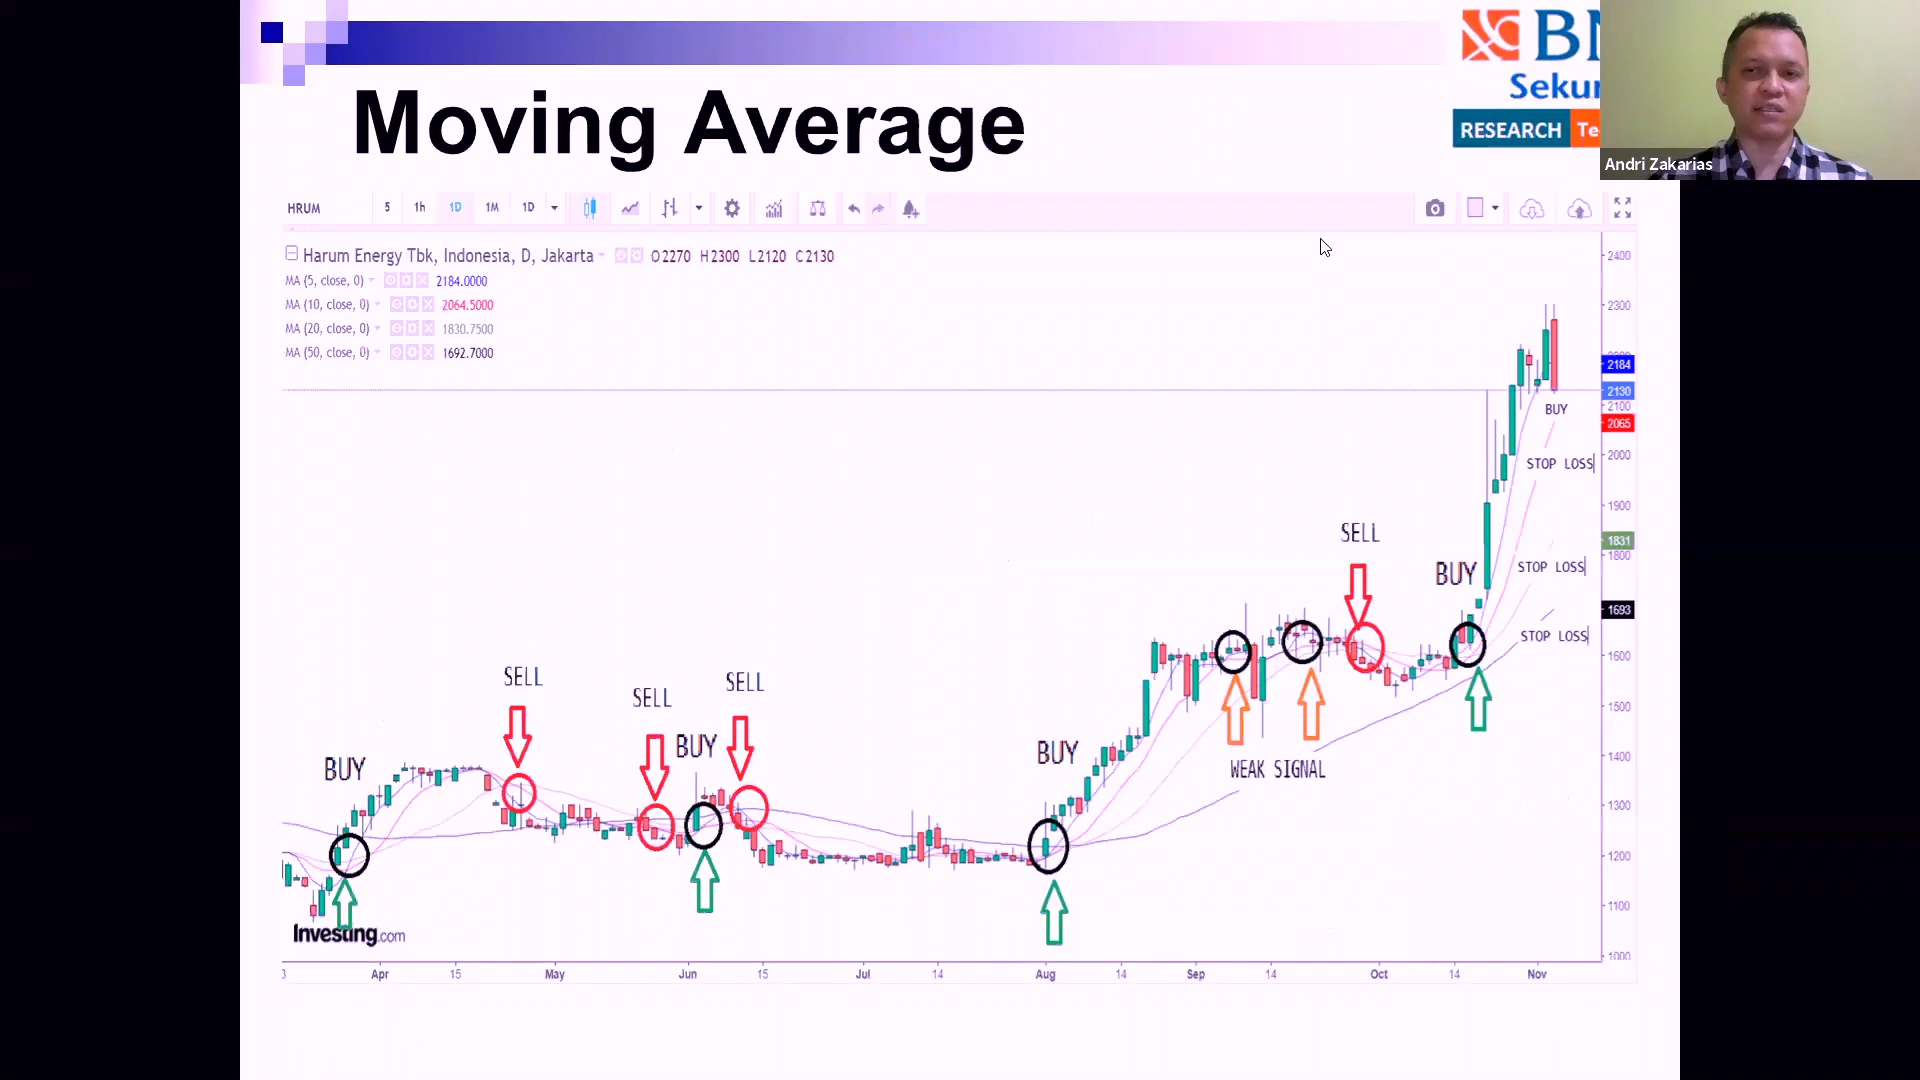 Moving Average
Sekur
RESEARCH Te
Andri Zakarias
HRUM 5 1h 1D 1M 1D
Harum Energy Tbk, Indonesia, D, Jakarta O2270 H2300 L2120 C2130
MA (5, close, 0) 2184.0000
MA (10, close, 0) 2064.5000
MA (20, close, 0) 1830.7500
MA (50, close, 0) 1692.7000
2400
2300
2184
2130
2100
BUY
2065
STOP LOSS
2000
1900
SELL
1831
1800
BUY
STOP LOSS
1693
STOP LOSS
1600
SELL
SELL
SELL
1500
BUY
BUY
WEAK SIGNAL
BUY
1400
1300
1200
1100
Investing.com
1000
3 Apr 15 May Jun 15 Jul 14 Aug 14 Sep 14 Oct 14 Nov